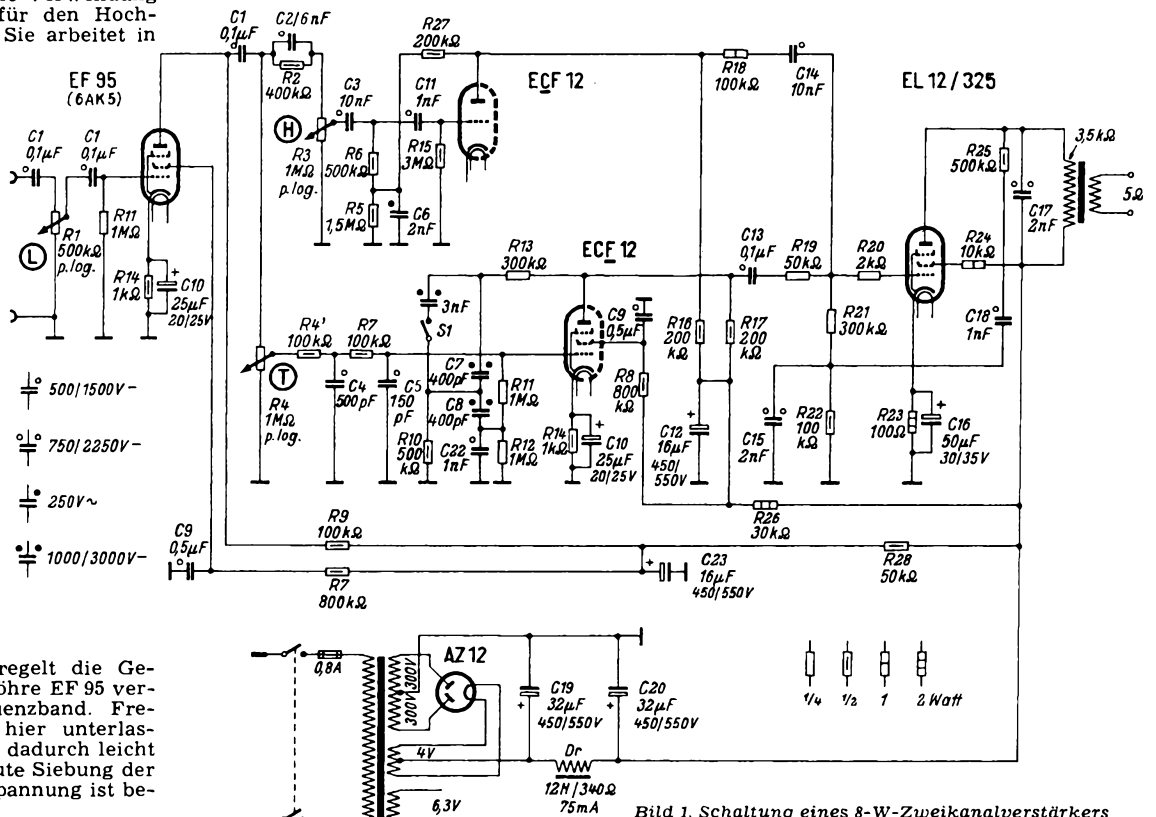 für den Hoch-
Sie arbeitet in
EF 95
(6AK5)
C1
0,1µF
C1
0,1µF
R1
500kΩ
p.log.
L
R11
1MΩ
R14
1kΩ
C10
25µF
20/25V
C1
0,1µF
C2/6nF
R2
400kΩ
H
R3
1MΩ
p.log.
C3
10nF
R6
500kΩ
R5
1,5MΩ
C11
1nF
R15
3MΩ
C6
2nF
R27
200kΩ
ECF 12
R18
100kΩ
C14
10nF
EL 12/325
R25
500kΩ
3,5kΩ
5Ω
C17
2nF
R24
10kΩ
C18
1nF
R13
300kΩ
ECF 12
C13
0,1µF
R19
50kΩ
R20
2kΩ
R21
300kΩ
3nF
S1
C9
0,5µF
R16
200
kΩ
R17
200
kΩ
R4'
100kΩ
R7
100kΩ
T
R4
1MΩ
p.log.
C4
500pF
C5
150
pF
C7
400pF
C8
400pF
R10
500
kΩ
C22
1nF
R11
1MΩ
R12
1MΩ
R14
1kΩ
C10
25µF
20/25V
R8
800
kΩ
C12
16µF
450/
550V
C15
2nF
R22
100
kΩ
R23
100Ω
C16
50µF
30/35V
R26
30kΩ
500/1500V–
750/2250V–
250V~
1000/3000V–
C9
0,5µF
R9
100kΩ
R7
800kΩ
C23
16µF
450/550V
R28
50kΩ
regelt die Ge-
öhre EF 95 ver-
uenzband. Fre-
hier unterlas-
dadurch leicht
ute Siebung der
pannung ist be-
0,8A
300V
300V
4V
6,3V
AZ 12
C19
32µF
450/550V
C20
32µF
450/550V
Dr
12H/340Ω
75mA
1/4
1/2
1
2 Watt
Bild 1. Schaltung eines 8-W-Zweikanalverstärkers